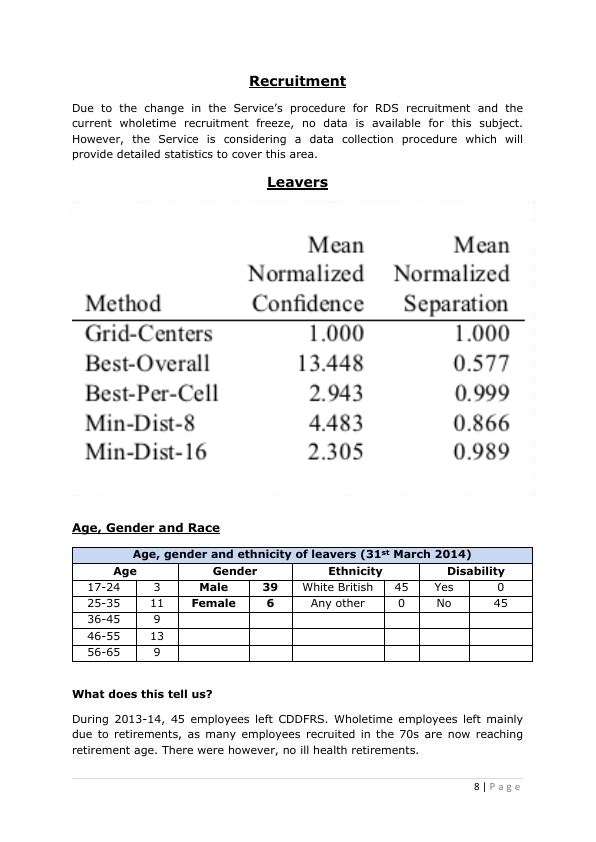 Recruitment
Due to the change in the Service's procedure for RDS recruitment and the
current wholetime recruitment freeze, no data is available for this subject.
However, the Service is considering a data collection procedure which will
provide detailed statistics to cover this area.
Leavers
Mean Mean
Normalized Normalized
Method Confidence Separation
Grid-Centers 1.000 1.000
Best-Overall 13.448 0.577
Best-Per-Cell 2.943 0.999
Min-Dist-8 4.483 0.866
Min-Dist-16 2.305 0.989
Age, Gender and Race
Age, gender and ethnicity of leavers (31st March 2014)
Age Gender Ethnicity Disability
17-24 3 Male 39 White British 45 Yes 0
25-35 11 Female 6 Any other 0 No 45
36-45 9
46-55 13
56-65 9
What does this tell us?
During 2013-14, 45 employees left CDDFRS. Wholetime employees left mainly
due to retirements, as many employees recruited in the 70s are now reaching
retirement age. There were however, no ill health retirements.
8 | Page